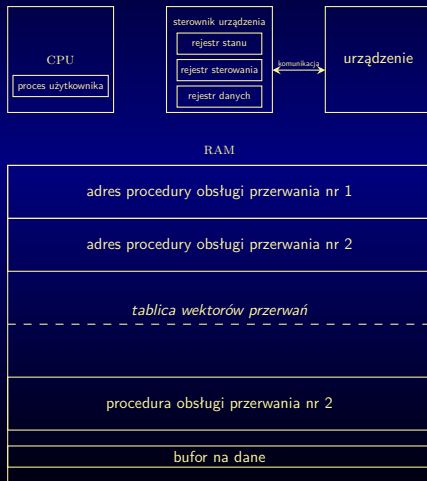 CPU
proces użytkownika
sterownik urządzenia
rejestr stanu
rejestr sterowania
rejestr danych
komunikacja
urządzenie
RAM
adres procedury obsługi przerwania nr 1
adres procedury obsługi przerwania nr 2
tablica wektorów przerwań
procedura obsługi przerwania nr 2
bufor na dane